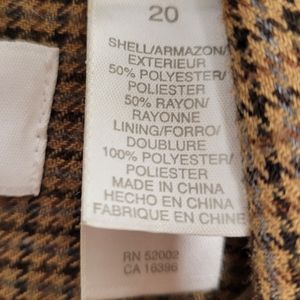 20
SHELL/ARMAZON/
EXTERIEUR
50% POLYESTER/
POLIESTER
50% RAYON/
RAYONNE
LINING/FORRO/
DOUBLURE
100% POLYESTER/
POLIESTER
MADE IN CHINA
HECHO EN CHINA
FABRIQUE EN CHINE
RN 52002
CA 16396